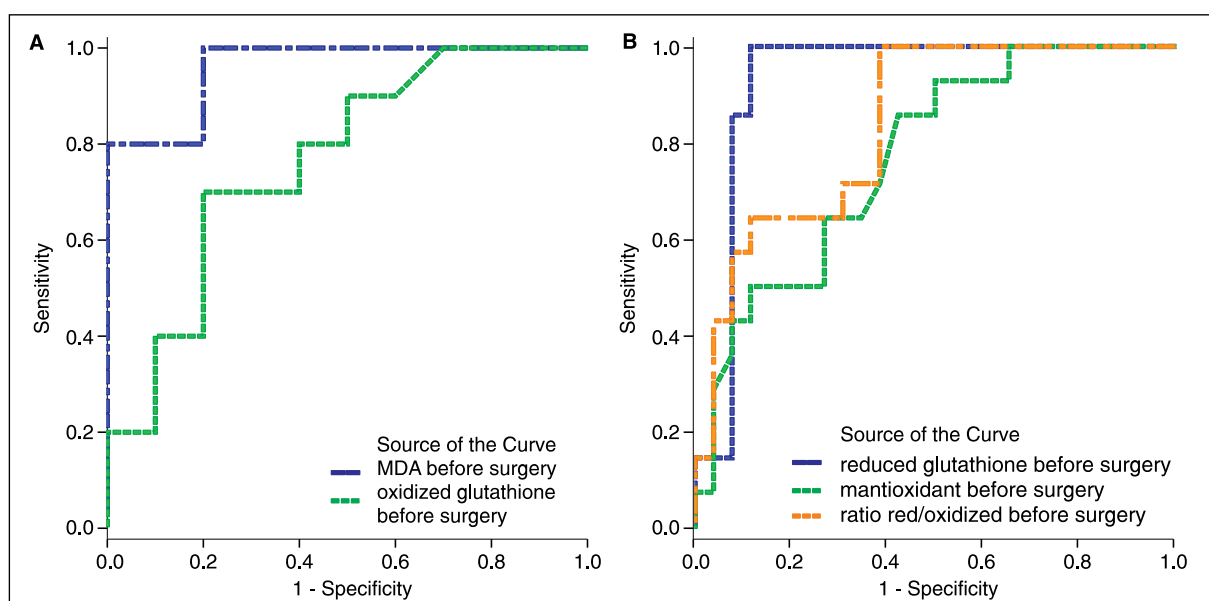 A
1.0
0.8
0.6
0.4
0.2
0.0
Sensitivity
0.0 0.2 0.4 0.6 0.8 1.0
1 - Specificity
Source of the Curve
MDA before surgery
oxidized glutathione
before surgery
B
1.0
0.8
0.6
0.4
0.2
0.0
Sensitivity
0.0 0.2 0.4 0.6 0.8 1.0
1 - Specificity
Source of the Curve
reduced glutathione before surgery
mantioxidant before surgery
ratio red/oxidized before surgery